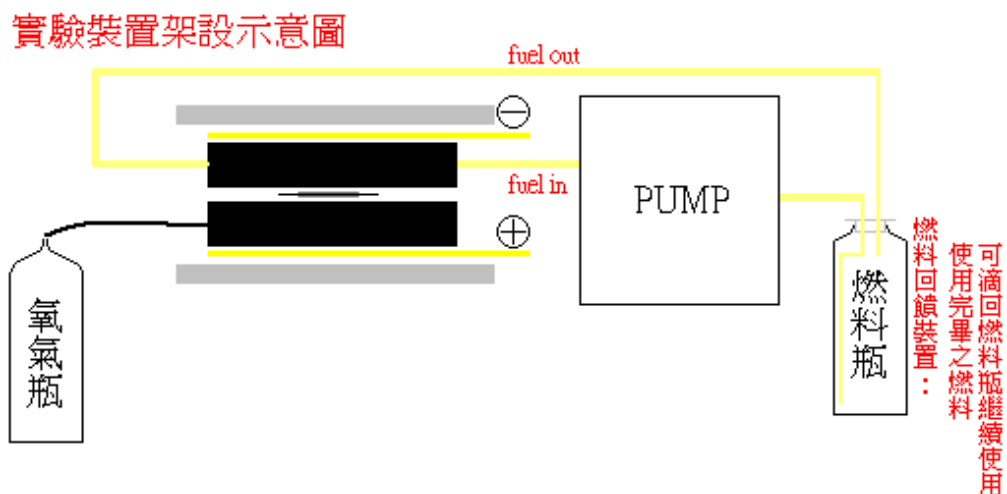 實驗裝置架設示意圖
fuel out
fuel in
PUMP
氧氣瓶
燃料瓶
燃料回饋裝置：
使用完畢之燃料
可滴回燃料瓶繼續使用